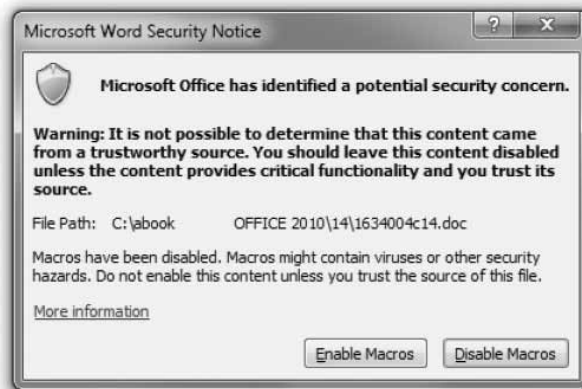 Microsoft Word Security Notice
Microsoft Office has identified a potential security concern.
Warning: It is not possible to determine that this content came
from a trustworthy source. You should leave this content disabled
unless the content provides critical functionality and you trust its
source.
File Path: C:\abook OFFICE 2010\14\1634004c14.doc
Macros have been disabled. Macros might contain viruses or other security
hazards. Do not enable this content unless you trust the source of this file.
More information
Enable Macros Disable Macros